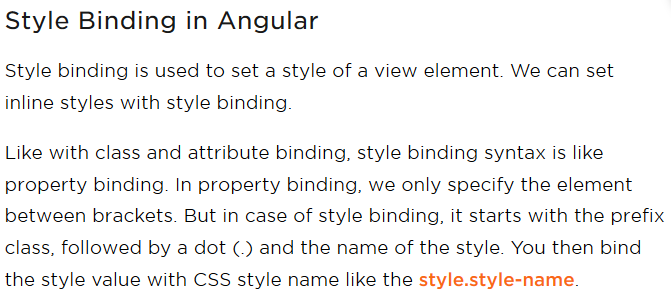 Style Binding in Angular
Style binding is used to set a style of a view element. We can set
inline styles with style binding.
Like with class and attribute binding, style binding syntax is like
property binding. In property binding, we only specify the element
between brackets. But in case of style binding, it starts with the prefix
class, followed by a dot (.) and the name of the style. You then bind
the style value with CSS style name like the style.style-name.